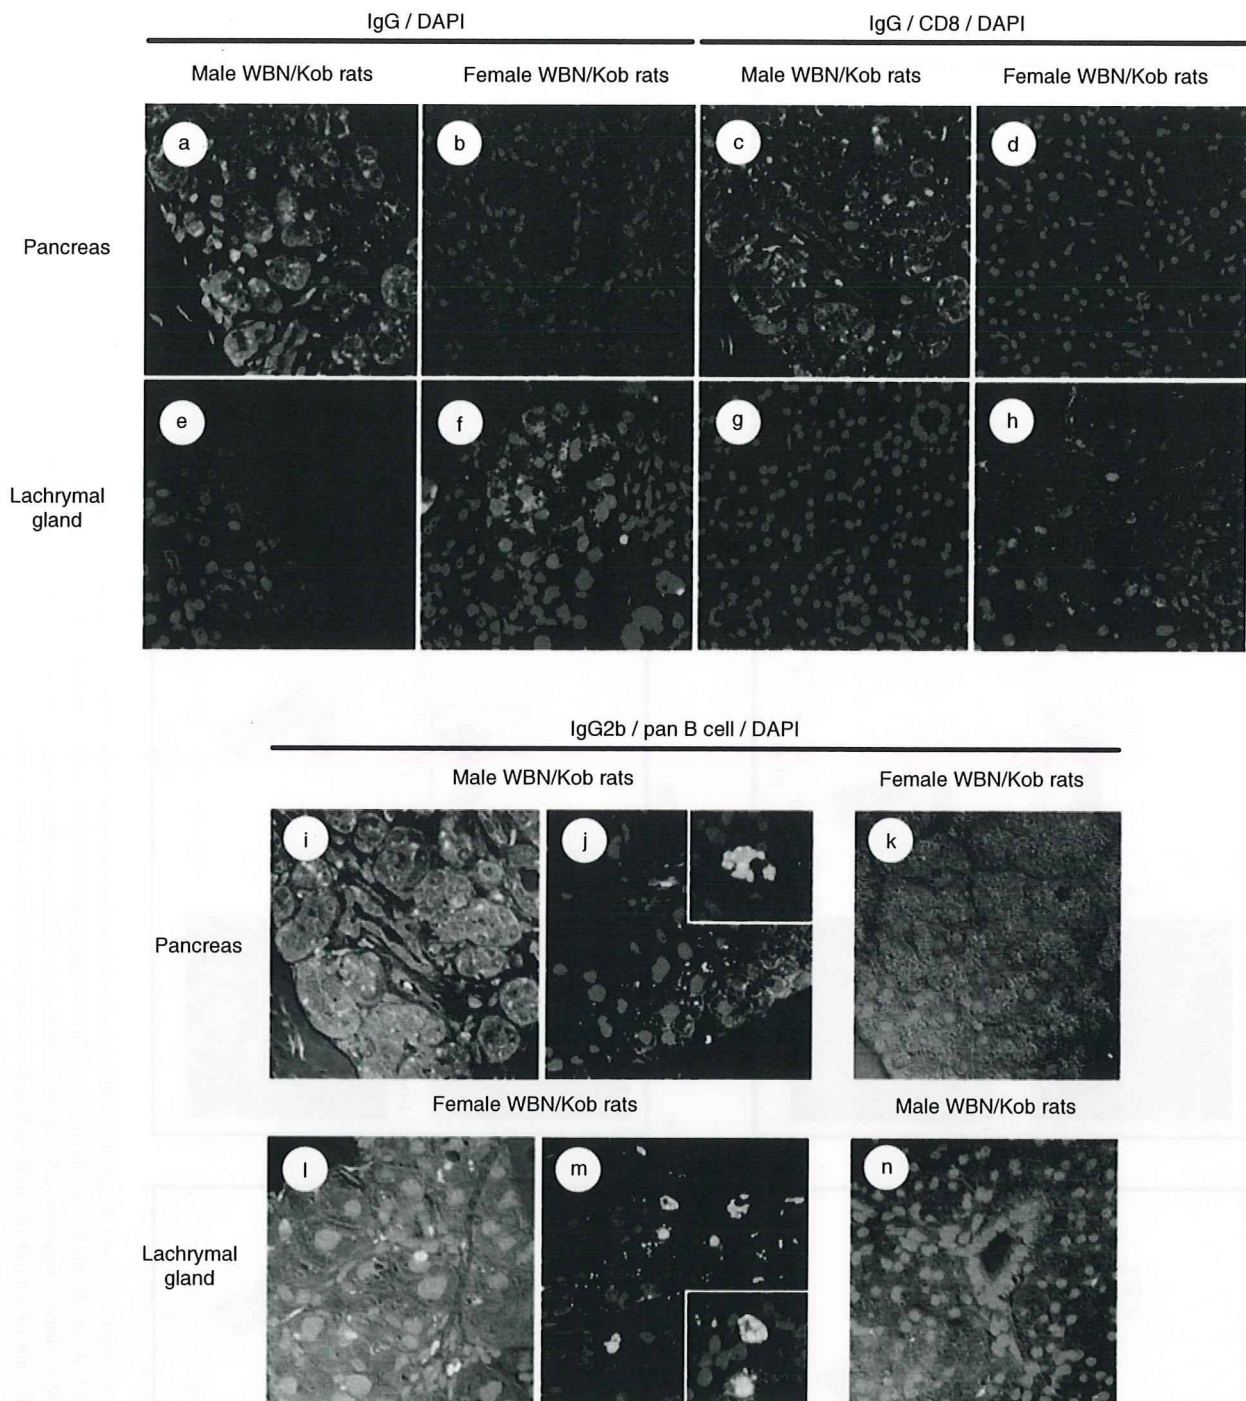 IgG / DAPI
IgG / CD8 / DAPI
Male WBN/Kob rats
Female WBN/Kob rats
Male WBN/Kob rats
Female WBN/Kob rats
a
b
c
d
Pancreas
e
f
g
h
Lachrymal
gland
IgG2b / pan B cell / DAPI
Male WBN/Kob rats
Female WBN/Kob rats
i
j
k
Pancreas
Female WBN/Kob rats
Male WBN/Kob rats
l
m
n
Lachrymal
gland